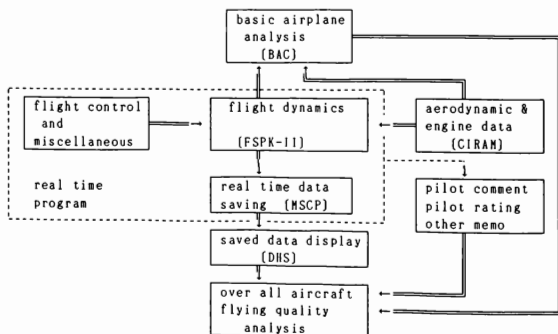 basic airplane
analysis
(BAC)
flight control
and
miscellaneous
flight dynamics
(FSPK-II)
aerodynamic &
engine data
(CIRAM)
real time
program
real time data
saving (MSCP)
pilot comment
pilot rating
other memo
saved data display
(DHS)
over all aircraft
flying quality
analysis